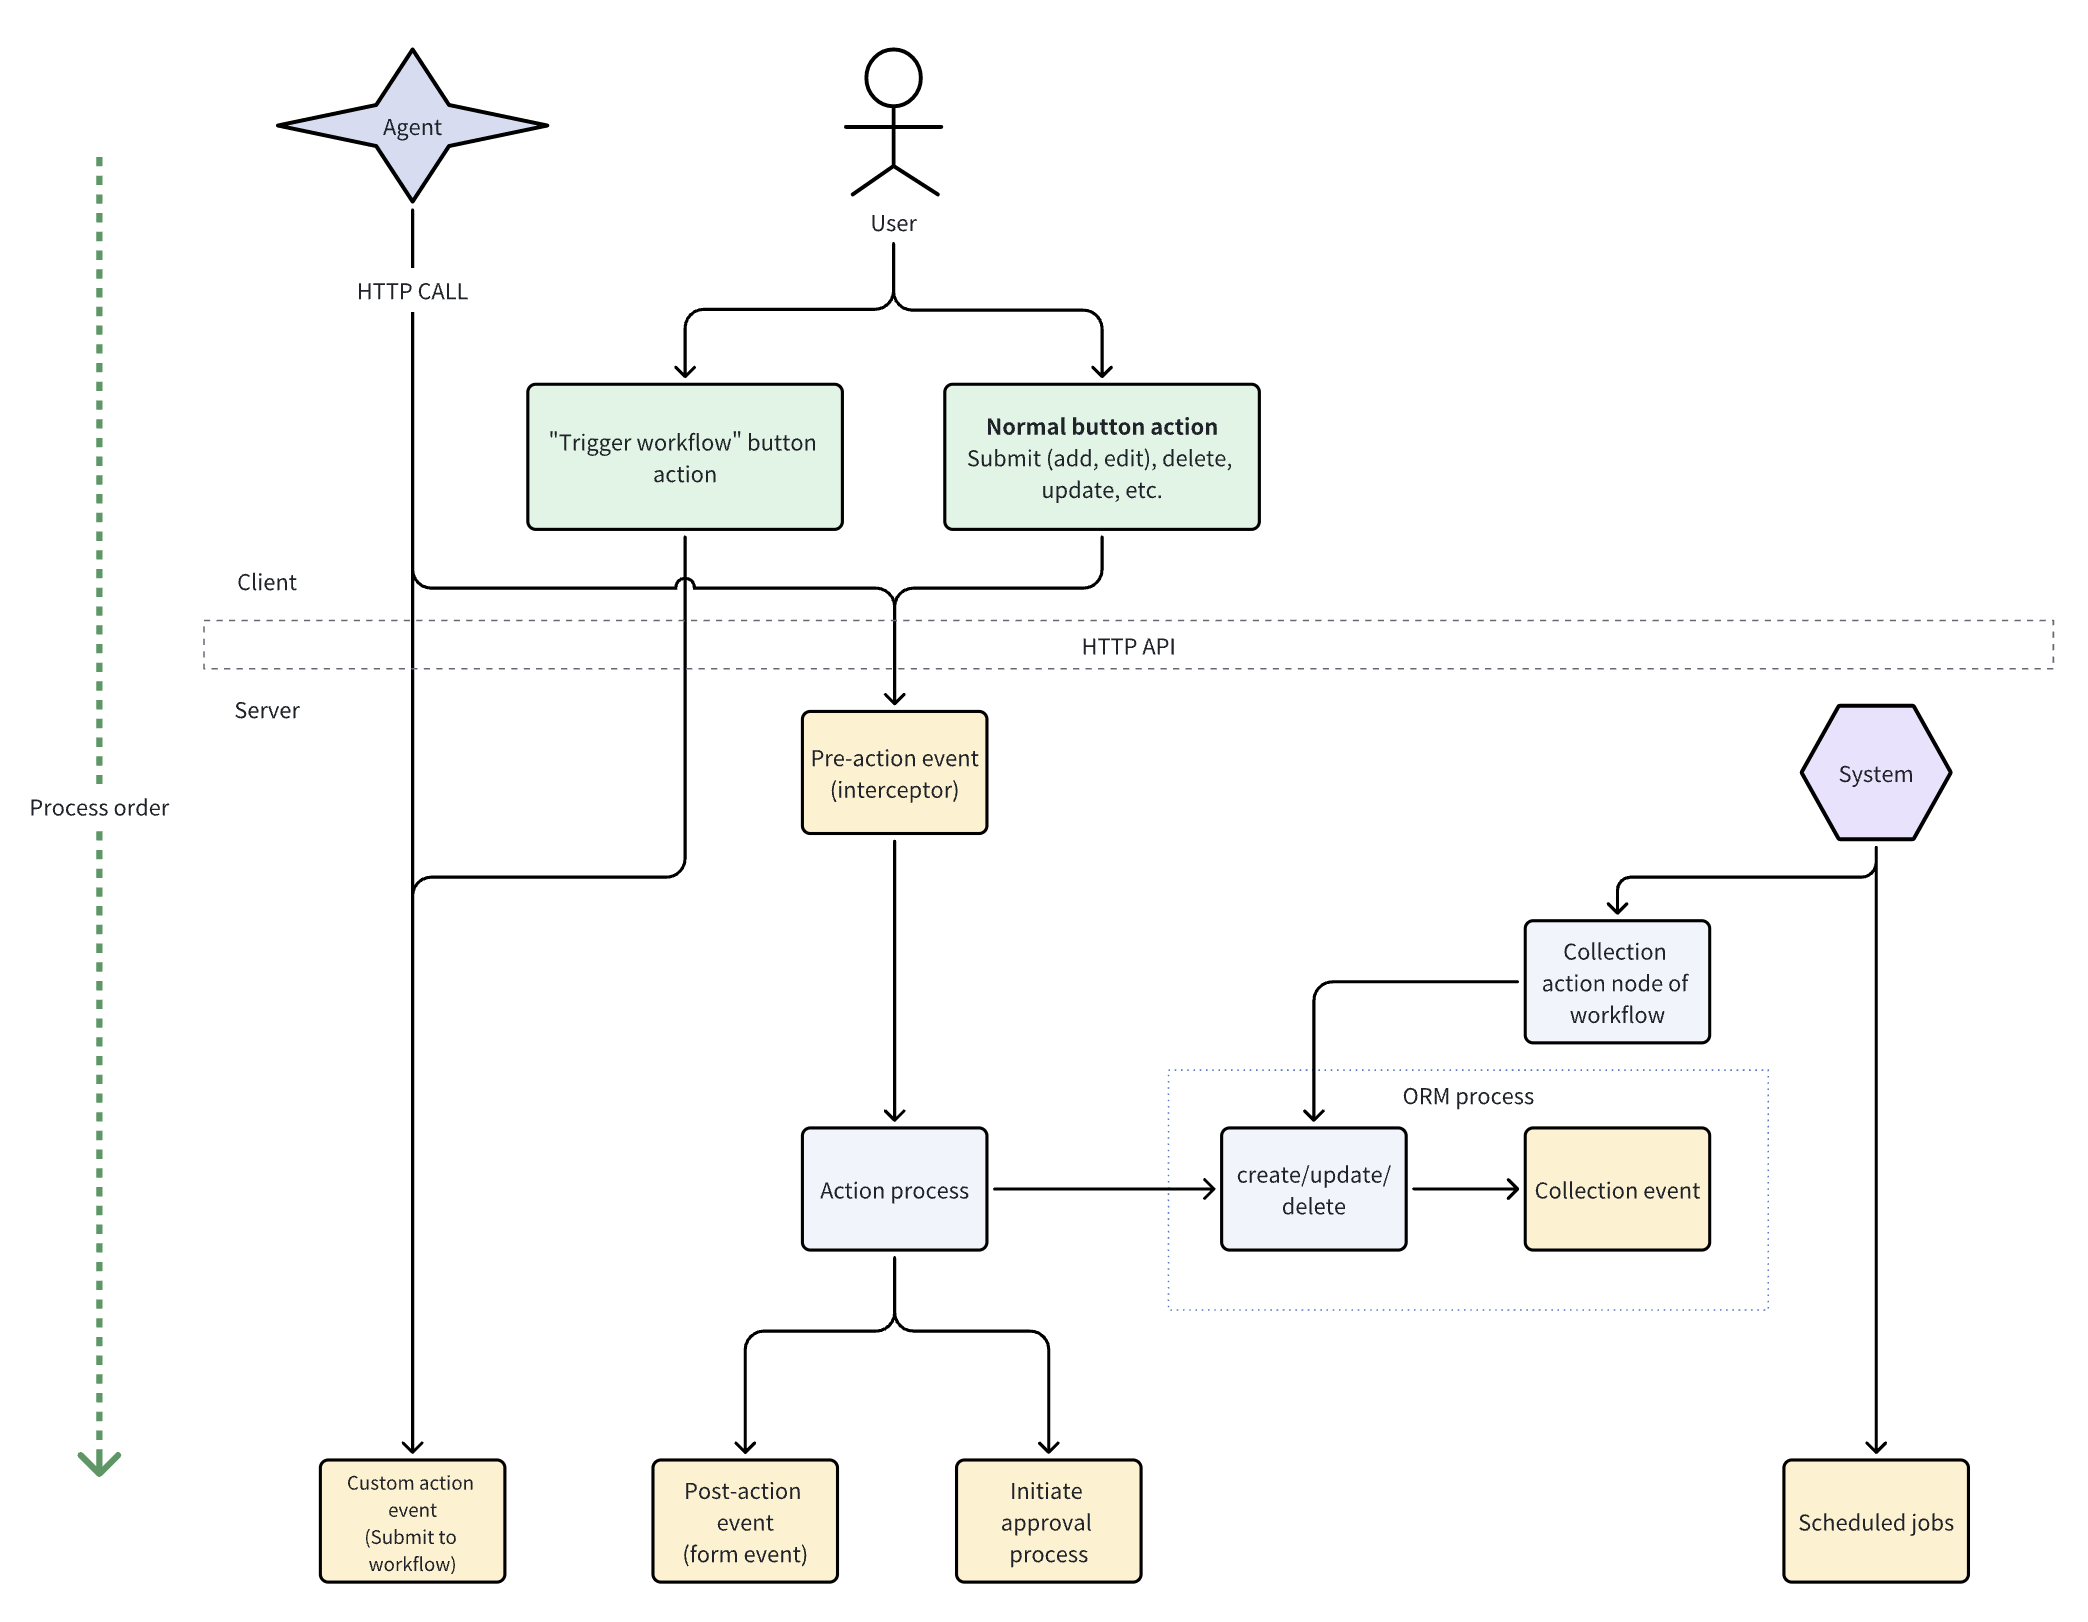 Agent
User
HTTP CALL
"Trigger workflow" button
action
Normal button action
Submit (add, edit), delete,
update, etc.
Client
HTTP API
Server
Pre-action event
(interceptor)
System
Process order
Collection
action node of
workflow
ORM process
Action process
create/update/
delete
Collection event
Custom action
event
(Submit to
workflow)
Post-action
event
(form event)
Initiate
approval
process
Scheduled jobs